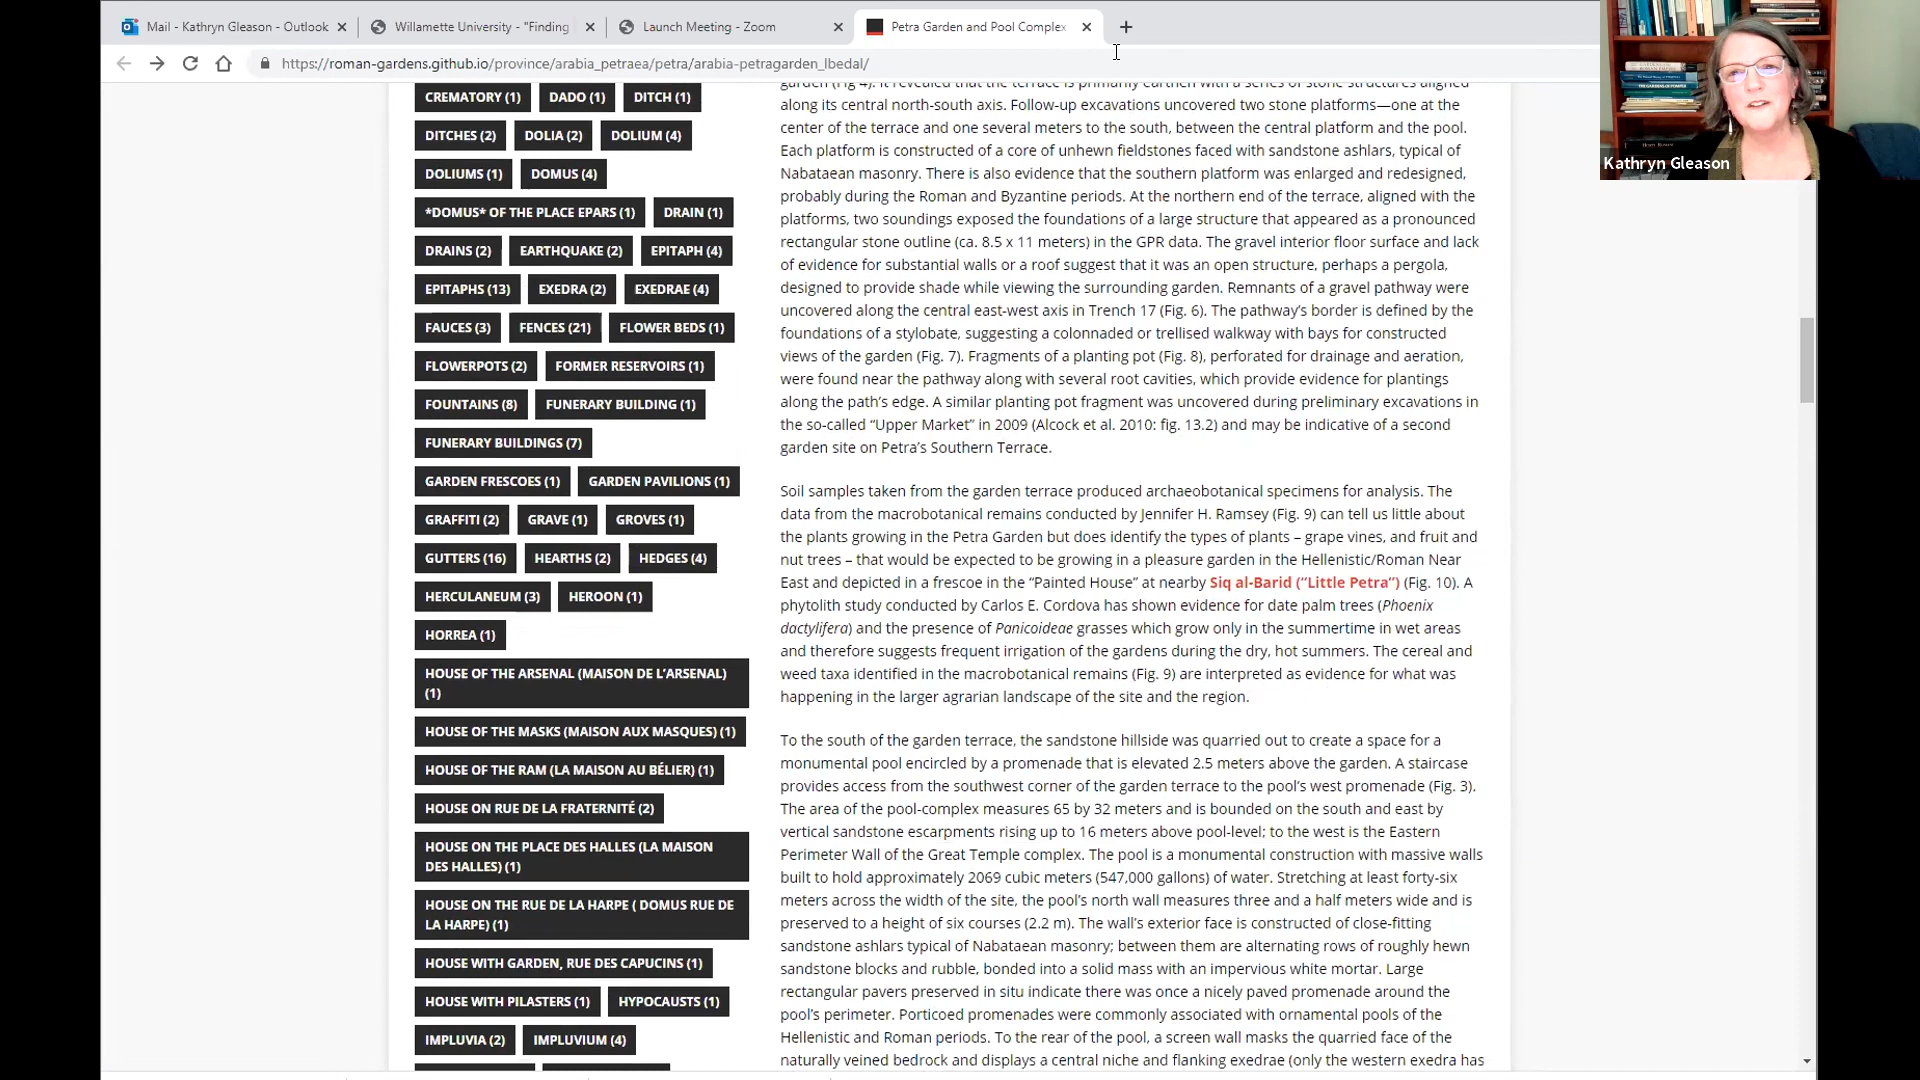 Mail - Kathryn Gleason - Outlook
Willamette University - "Finding
Launch Meeting - Zoom
Petra Garden and Pool Complex
https://roman-gardens.github.io/province/arabia_petraea/petra/arabia-petragarden_lbedal/
Kathryn Gleason
CREMATORY (1) DADO (1) DITCH (1)
DITCHES (2) DOLIA (2) DOLIUM (4)
DOLIUMS (1) DOMUS (4)
*DOMUS* OF THE PLACE EPARS (1) DRAIN (1)
DRAINS (2) EARTHQUAKE (2) EPITAPH (4)
EPITAPHS (13) EXEDRA (2) EXEDRAE (4)
FAUCES (3) FENCES (21) FLOWER BEDS (1)
FLOWERPOTS (2) FORMER RESERVOIRS (1)
FOUNTAINS (8) FUNERARY BUILDING (1)
FUNERARY BUILDINGS (7)
GARDEN FRESCOES (1) GARDEN PAVILIONS (1)
GRAFFITI (2) GRAVE (1) GROVES (1)
GUTTERS (16) HEARTHS (2) HEDGES (4)
HERCULANEUM (3) HEROON (1)
HORREA (1)
HOUSE OF THE ARSENAL (MAISON DE L'ARSENAL)
(1)
HOUSE OF THE MASKS (MAISON AUX MASQUES) (1)
HOUSE OF THE RAM (LA MAISON AU BÉLIER) (1)
HOUSE ON RUE DE LA FRATERNITÉ (2)
HOUSE ON THE PLACE DES HALLES (LA MAISON
DES HALLES) (1)
HOUSE ON THE RUE DE LA HARPE ( DOMUS RUE DE
LA HARPE) (1)
HOUSE WITH GARDEN, RUE DES CAPUCINS (1)
HOUSE WITH PILASTERS (1) HYPOCAUSTS (1)
IMPLUVIA (2) IMPLUVIUM (4)
garden (Fig 4). It revealed that the terrace is primarily earthen with a series of stone structures aligned
along its central north-south axis. Follow-up excavations uncovered two stone platforms—one at the
center of the terrace and one several meters to the south, between the central platform and the pool.
Each platform is constructed of a core of unhewn fieldstones faced with sandstone ashlars, typical of
Nabataean masonry. There is also evidence that the southern platform was enlarged and redesigned,
probably during the Roman and Byzantine periods. At the northern end of the terrace, aligned with the
platforms, two soundings exposed the foundations of a large structure that appeared as a pronounced
rectangular stone outline (ca. 8.5 x 11 meters) in the GPR data. The gravel interior floor surface and lack
of evidence for substantial walls or a roof suggest that it was an open structure, perhaps a pergola,
designed to provide shade while viewing the surrounding garden. Remnants of a gravel pathway were
uncovered along the central east-west axis in Trench 17 (Fig. 6). The pathway's border is defined by the
foundations of a stylobate, suggesting a colonnaded or trellised walkway with bays for constructed
views of the garden (Fig. 7). Fragments of a planting pot (Fig. 8), perforated for drainage and aeration,
were found near the pathway along with several root cavities, which provide evidence for plantings
along the path's edge. A similar planting pot fragment was uncovered during preliminary excavations in
the so-called “Upper Market” in 2009 (Alcock et al. 2010: fig. 13.2) and may be indicative of a second
garden site on Petra's Southern Terrace.
Soil samples taken from the garden terrace produced archaeobotanical specimens for analysis. The
data from the macrobotanical remains conducted by Jennifer H. Ramsey (Fig. 9) can tell us little about
the plants growing in the Petra Garden but does identify the types of plants – grape vines, and fruit and
nut trees – that would be expected to be growing in a pleasure garden in the Hellenistic/Roman Near
East and depicted in a frescoe in the “Painted House” at nearby Siq al-Barid (“Little Petra”) (Fig. 10). A
phytolith study conducted by Carlos E. Cordova has shown evidence for date palm trees (Phoenix
dactylifera) and the presence of Panicoideae grasses which grow only in the summertime in wet areas
and therefore suggests frequent irrigation of the gardens during the dry, hot summers. The cereal and
weed taxa identified in the macrobotanical remains (Fig. 9) are interpreted as evidence for what was
happening in the larger agrarian landscape of the site and the region.
To the south of the garden terrace, the sandstone hillside was quarried out to create a space for a
monumental pool encircled by a promenade that is elevated 2.5 meters above the garden. A staircase
provides access from the southwest corner of the garden terrace to the pool's west promenade (Fig. 3).
The area of the pool-complex measures 65 by 32 meters and is bounded on the south and east by
vertical sandstone escarpments rising up to 16 meters above pool-level; to the west is the Eastern
Perimeter Wall of the Great Temple complex. The pool is a monumental construction with massive walls
built to hold approximately 2069 cubic meters (547,000 gallons) of water. Stretching at least forty-six
meters across the width of the site, the pool's north wall measures three and a half meters wide and is
preserved to a height of six courses (2.2 m). The wall's exterior face is constructed of close-fitting
sandstone ashlars typical of Nabataean masonry; between them are alternating rows of roughly hewn
sandstone blocks and rubble, bonded into a solid mass with an impervious white mortar. Large
rectangular pavers preserved in situ indicate there was once a nicely paved promenade around the
pool's perimeter. Porticoed promenades were commonly associated with ornamental pools of the
Hellenistic and Roman periods. To the rear of the pool, a screen wall masks the quarried face of the
naturally veined bedrock and displays a central niche and flanking exedrae (only the western exedra has